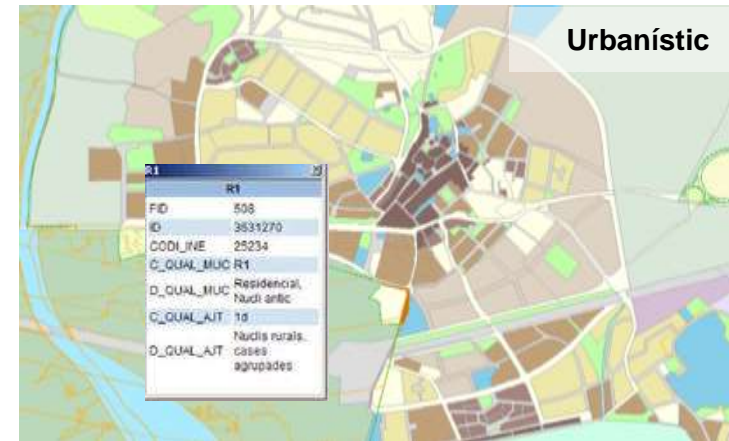 Urbanístic
R1
R1
FID 508
ID 3631270
CODI_INE 25234
C_QUAL_MUC R1
D_QUAL_MUC Residencial,
Nucli antic
C_QUAL_AJT 1d
D_QUAL_AJT Nuclis rurals,
cases
agrupades